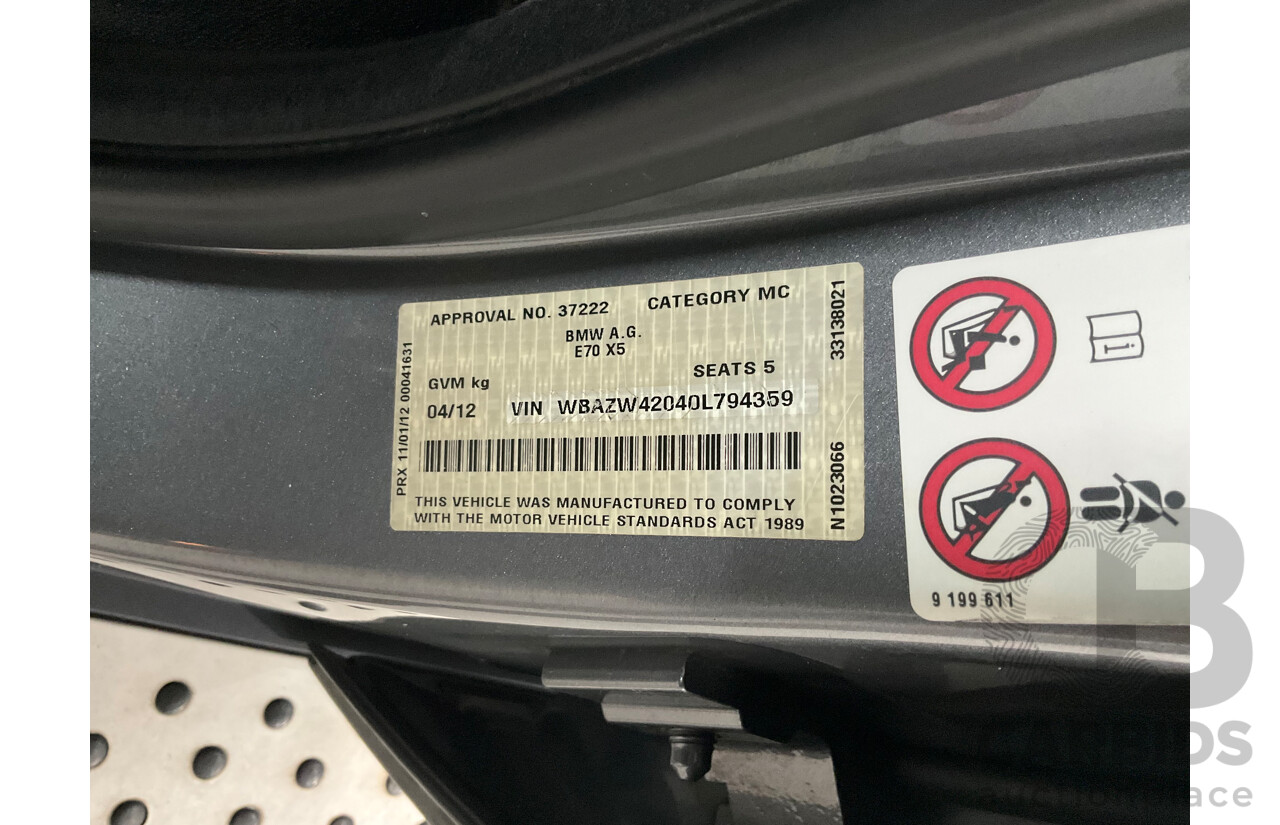 APPROVAL NO. 37222 CATEGORY MC
BMW A.G.
E70 X5
SEATS 5
GVM kg
04/12 VIN WBAZW42040L794359
THIS VEHICLE WAS MANUFACTURED TO COMPLY
WITH THE MOTOR VEHICLE STANDARDS ACT 1989
PRX 11/01/12 00041631
33138021
N1023066
9 199 611
B
CARBIDS